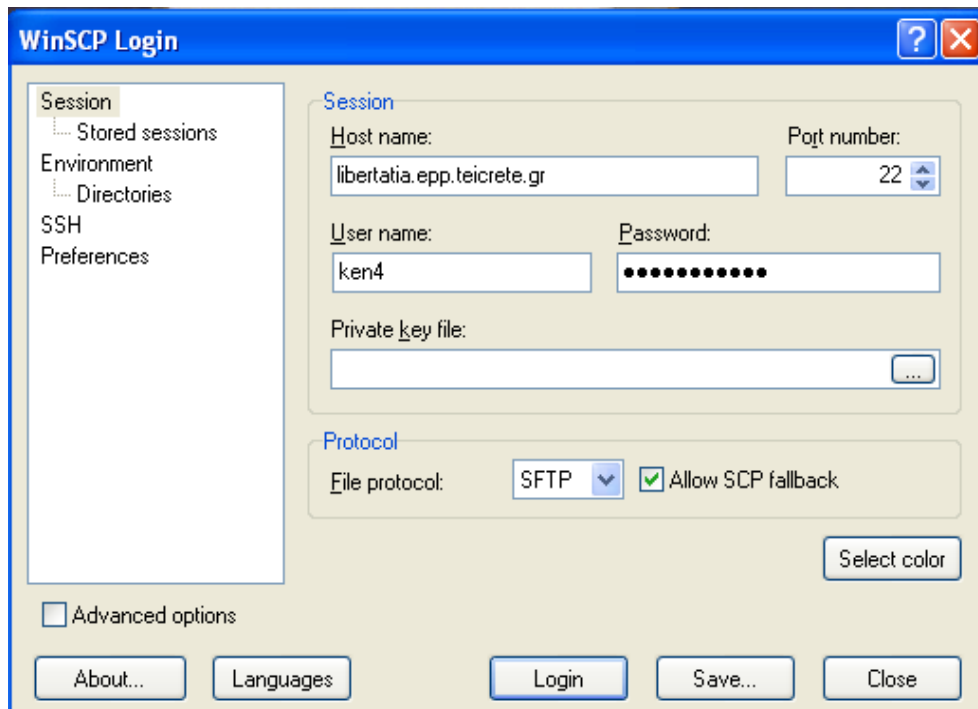 WinSCP Login
Session
Stored sessions
Environment
Directories
SSH
Preferences
Session
Host name:
Port number:
libertatia.epp.teicrete.gr
22
User name:
Password:
ken4
●●●●●●●●●●●
Private key file:
...
Protocol
File protocol:
SFTP
Allow SCP fallback
Select color
Advanced options
About...
Languages
Login
Save...
Close